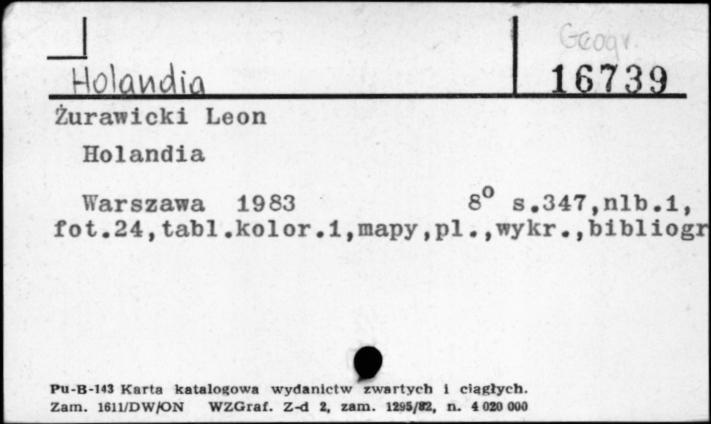 Geogr.
Holandia 16739
Żurawicki Leon
Holandia
Warszawa 1983 8° s.347,nlb.1,
fot.24,tabl.kolor.1,mapy,pl.,wykr.,bibliogr
Pu-B-143 Karta katalogowa wydanictw zwartych i ciągłych.
Zam. 1611/DW/ON WZGraf. Z-d 2, zam. 1295/82, n. 4 020 000